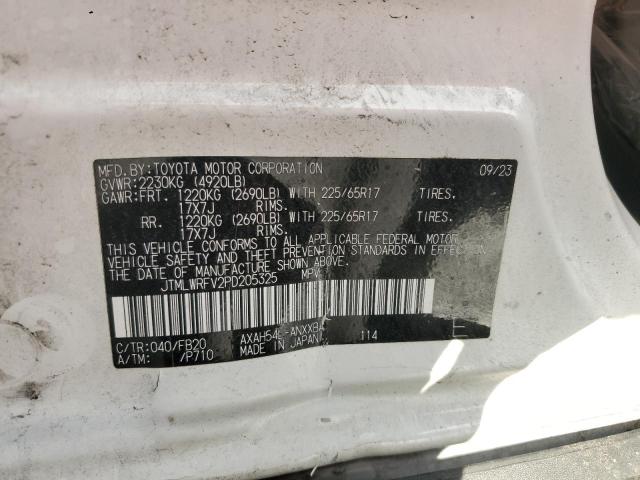 MFD.BY:TOYOTA MOTOR CORPORATION 09/23
GVWR:2230KG (4920LB)
GAWR:FRT. 1220KG (2690LB) WITH 225/65R17 TIRES.
17X7J RIMS.
RR. 1220KG (2690LB) WITH 225/65R17 TIRES.
17X7J RIMS.
THIS VEHICLE CONFORMS TO ALL APPLICABLE FEDERAL MOTOR
VEHICLE SAFETY AND THEFT PREVENTION STANDARDS IN EFFECT ON
THE DATE OF MANUFACTURE SHOWN ABOVE.
JTMLWRFV2PD205325 MPV
C/TR:040/FB20 AXAH54L-ANXXBA 114 E
A/TM: /P710 MADE IN JAPAN